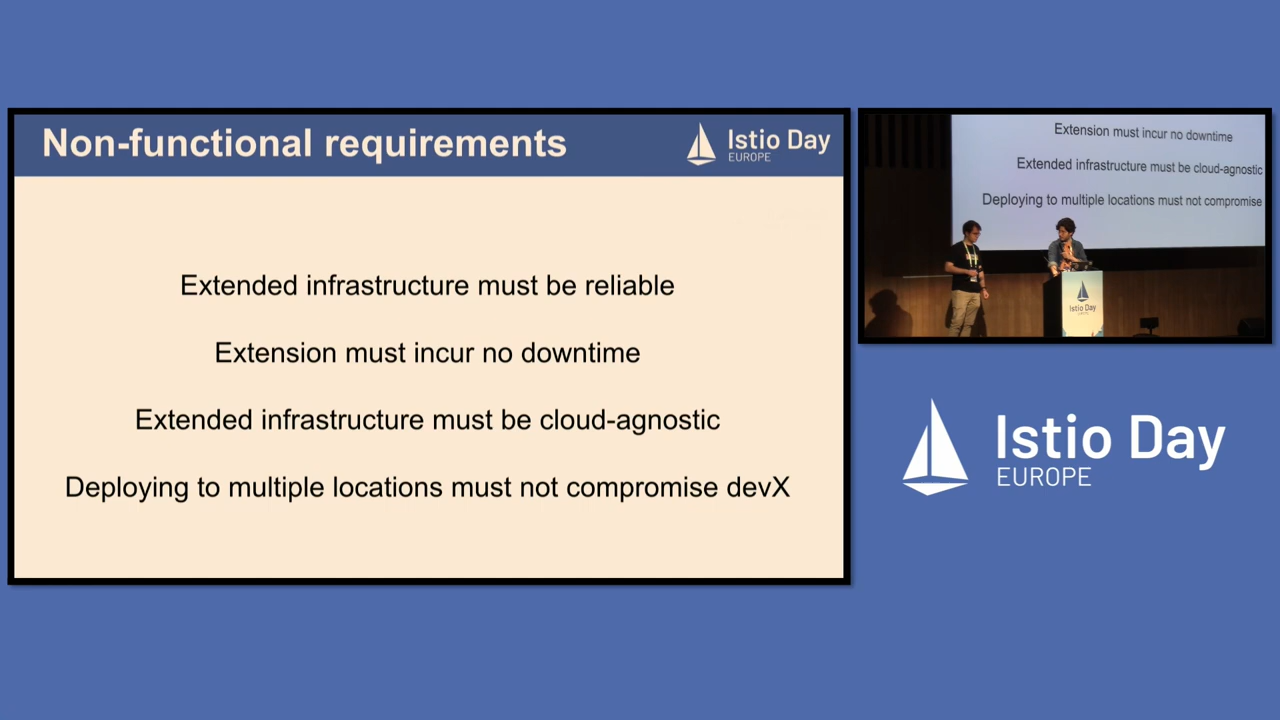 Non-functional requirements
Istio Day
EUROPE
Extended infrastructure must be reliable
Extension must incur no downtime
Extended infrastructure must be cloud-agnostic
Deploying to multiple locations must not compromise devX
Extension must incur no downtime
Extended infrastructure must be cloud-agnostic
Deploying to multiple locations must not compromise
Istio Day
Istio Day
EUROPE